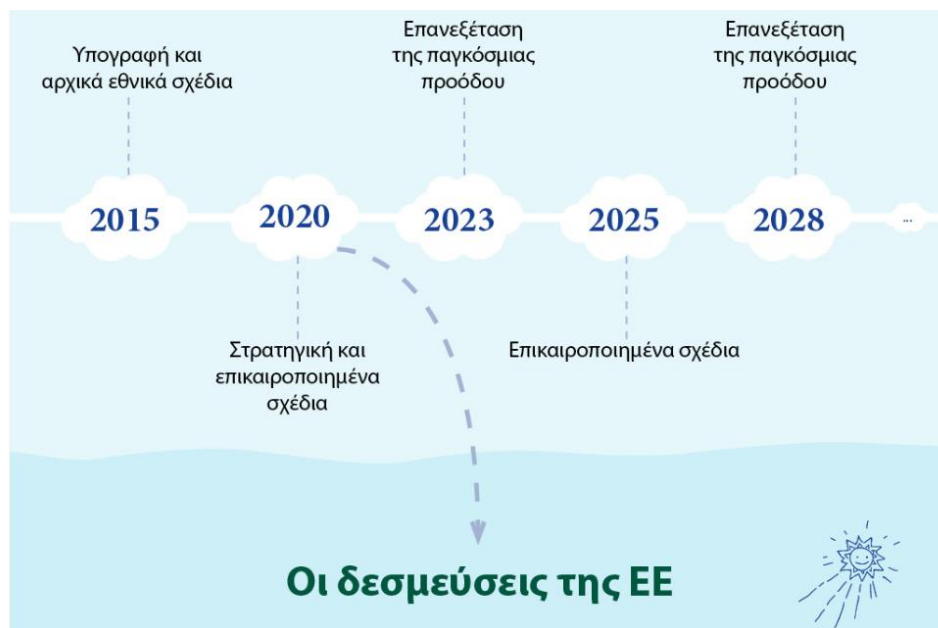 Υπογραφή και
αρχικά εθνικά σχέδια
Επανεξέταση
της παγκόσμιας
προόδου
Επανεξέταση
της παγκόσμιας
προόδου
2015
2020
2023
2025
2028
...
Στρατηγική και
επικαιροποιημένα
σχέδια
Επικαιροποιημένα σχέδια
Οι δεσμεύσεις της ΕΕ